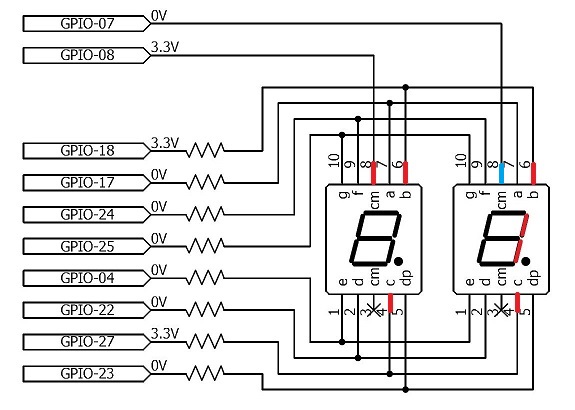 GPIO-07 0V
GPIO-08 3.3V
GPIO-18 3.3V
GPIO-17 0V
GPIO-24 0V
GPIO-25 0V
GPIO-04 0V
GPIO-22 0V
GPIO-27 3.3V
GPIO-23 0V
10 9 8 7 6
g f cm a b
e d cm c dp
1 2 3 4 5
10 9 8 7 6
g f cm a b
e d cm c dp
1 2 3 4 5